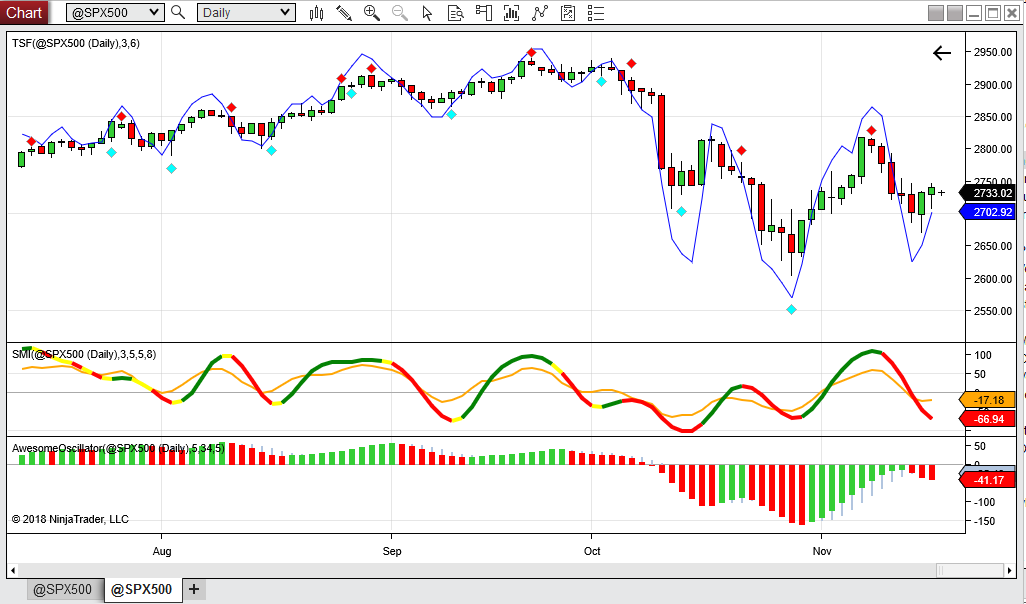 Chart @SPX500 Daily
TSF(@SPX500 (Daily),3,6)
2950.00
2900.00
2850.00
2800.00
2750.00
2733.02
2702.92
2650.00
2600.00
2550.00
SMI(@SPX500 (Daily),3,5,5,8)
100
50
-17.18
-66.94
AwesomeOscillator(@SPX500 (Daily),5,34,5)
50
0
-41.17
-100
-150
© 2018 NinjaTrader, LLC
Aug Sep Oct Nov
@SPX500 @SPX500 +